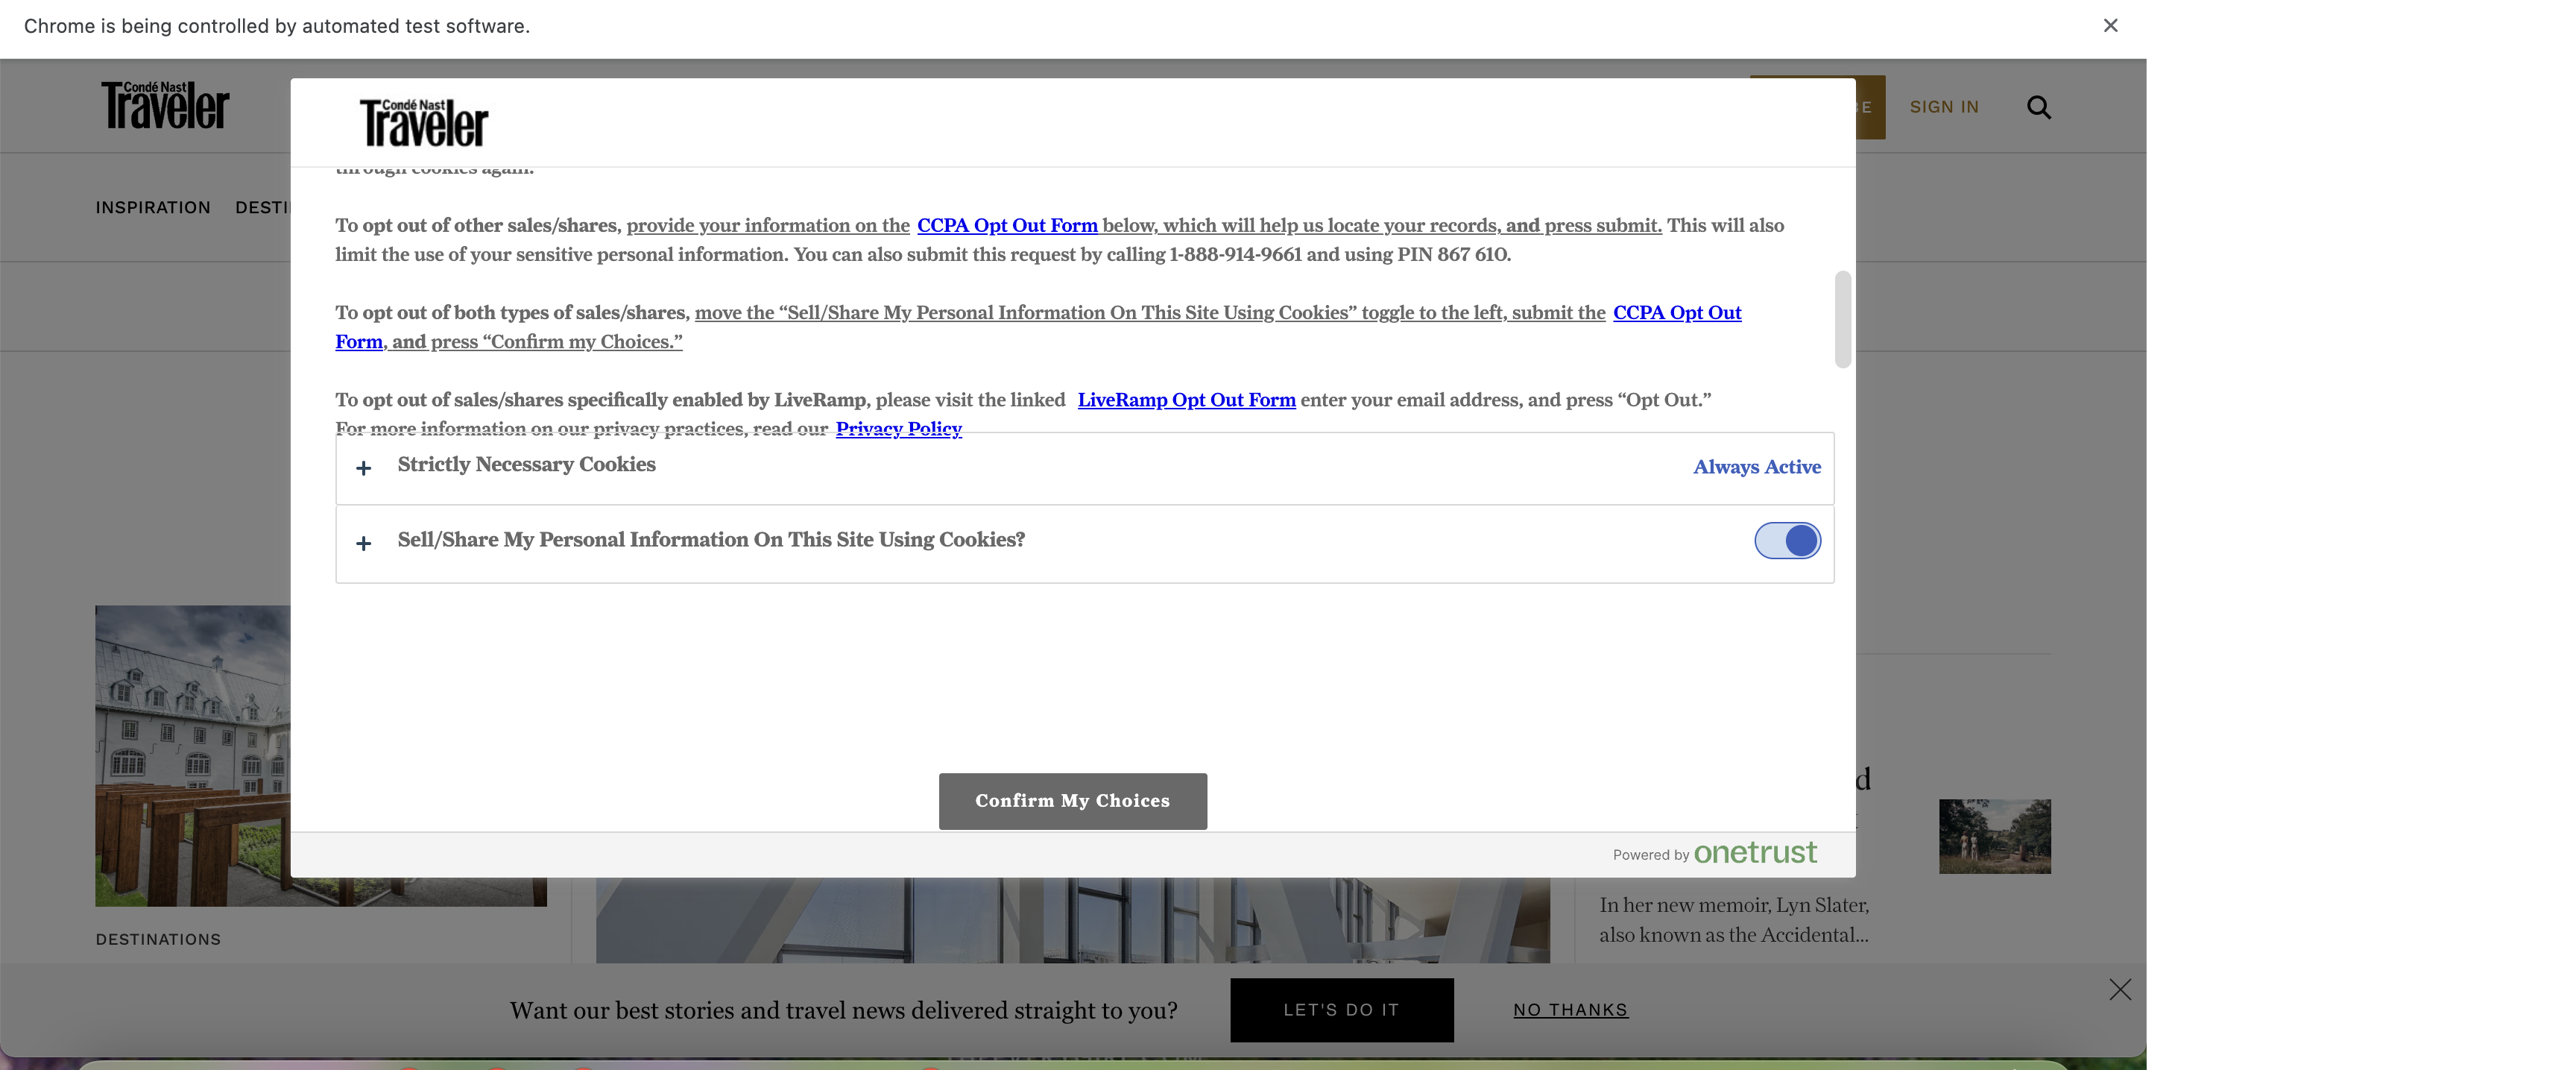 Chrome is being controlled by automated test software.
Condé Nast
Traveler
SIGN IN
INSPIRATION
Condé Nast
Traveler
through cookies again.
To opt out of other sales/shares, provide your information on the CCPA Opt Out Form below, which will help us locate your records, and press submit. This will also
limit the use of your sensitive personal information. You can also submit this request by calling 1-888-914-9661 and using PIN 867 610.
To opt out of both types of sales/shares, move the “Sell/Share My Personal Information On This Site Using Cookies” toggle to the left, submit the CCPA Opt Out
Form, and press “Confirm my Choices.”
To opt out of sales/shares specifically enabled by LiveRamp, please visit the linked LiveRamp Opt Out Form enter your email address, and press “Opt Out.”
For more information on our privacy practices, read our Privacy Policy
Strictly Necessary Cookies
Always Active
Sell/Share My Personal Information On This Site Using Cookies?
Confirm My Choices
Powered by onetrust
In her new memoir, Lyn Slater,
also known as the Accidental...
DESTINATIONS
Want our best stories and travel news delivered straight to you?
LET'S DO IT
NO THANKS